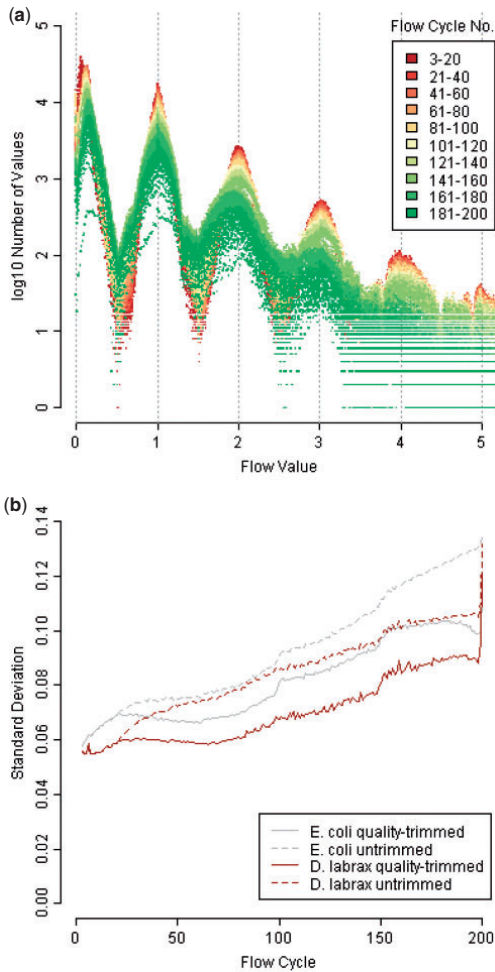 (a)
Flow Cycle No.
3-20
21-40
41-60
61-80
81-100
101-120
121-140
141-160
161-180
181-200
log10 Number of Values
5
4
3
2
1
0
0 1 2 3 4 5
Flow Value
(b)
Standard Deviation
0.14
0.12
0.10
0.08
0.06
0.04
0.02
0.00
E. coli quality-trimmed
E. coli untrimmed
D. labrax quality-trimmed
D. labrax untrimmed
0 50 100 150 200
Flow Cycle